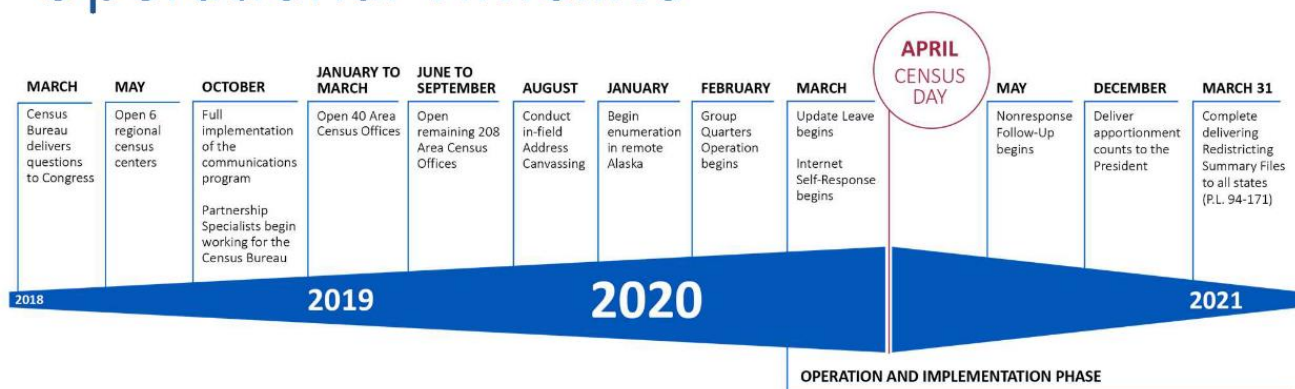 MARCH
Census
Bureau
delivers
questions
to Congress
MAY
Open 6
regional
census
centers
OCTOBER
Full
implementation
of the
communications
program
Partnership
Specialists begin
working for the
Census Bureau
JANUARY TO
MARCH
Open 40 Area
Census Offices
JUNE TO
SEPTEMBER
Open
remaining 208
Area Census
Offices
AUGUST
Conduct
in-field
Address
Canvassing
JANUARY
Begin
enumeration
in remote
Alaska
FEBRUARY
Group
Quarters
Operation
begins
MARCH
Update Leave
begins
Internet
Self-Response
begins
APRIL
CENSUS
DAY
MAY
Nonresponse
Follow-Up
begins
DECEMBER
Deliver
apportionment
counts to the
President
MARCH 31
Complete
delivering
Redistricting
Summary Files
to all states
(P.L. 94-171)
2018
2019
2020
2021
OPERATION AND IMPLEMENTATION PHASE